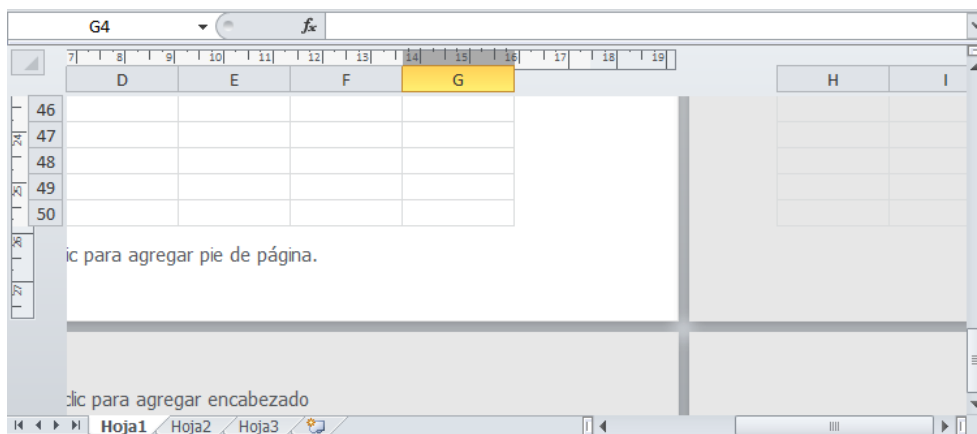 G4 fx
7 8 9 10 11 12 13 14 15 16 17 18 19
D E F G H I
46
24 47
48
25 49
50
26
ic para agregar pie de página.
27
clic para agregar encabezado
Hoja1 Hoja2 Hoja3